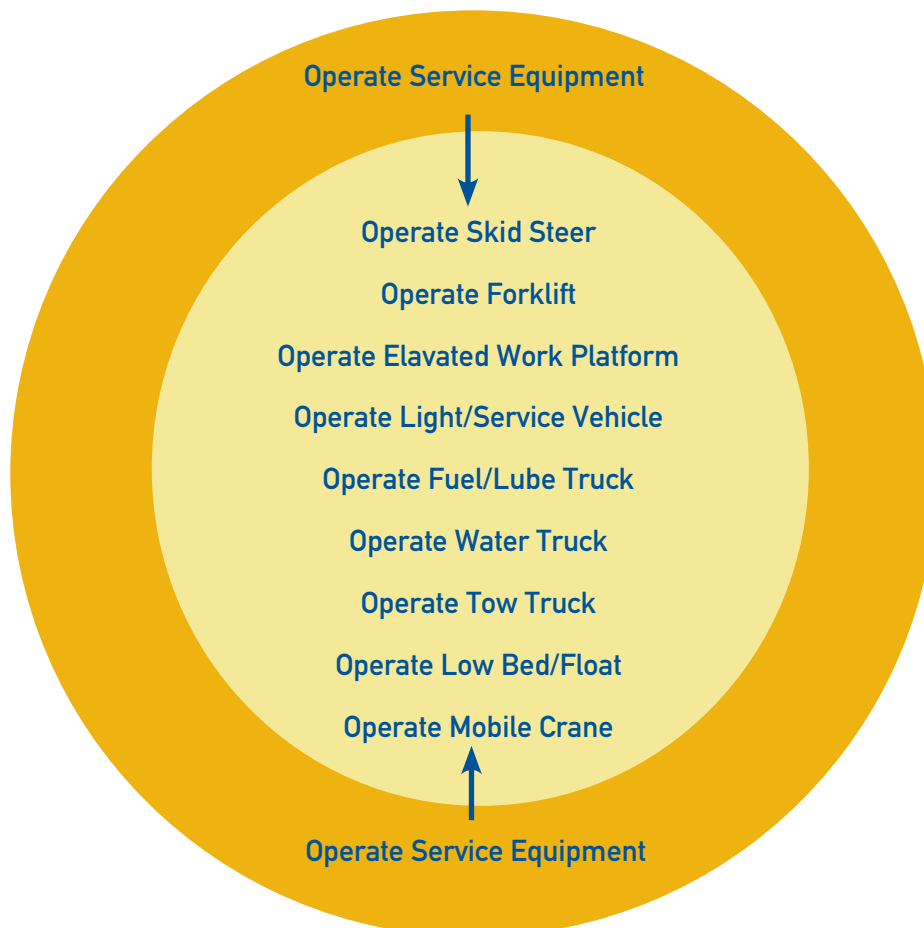 Operate Service Equipment
Operate Skid Steer
Operate Forklift
Operate Elavated Work Platform
Operate Light/Service Vehicle
Operate Fuel/Lube Truck
Operate Water Truck
Operate Tow Truck
Operate Low Bed/Float
Operate Mobile Crane
Operate Service Equipment